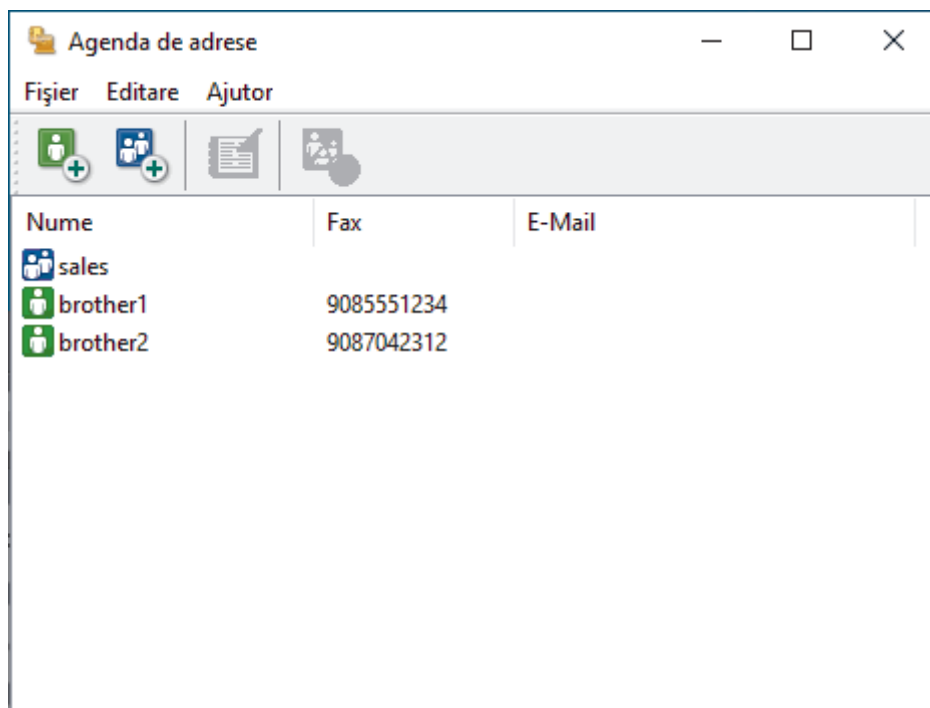 Agenda de adrese
Fişier Editare Ajutor
Nume Fax E-Mail
sales
brother1 9085551234
brother2 9087042312